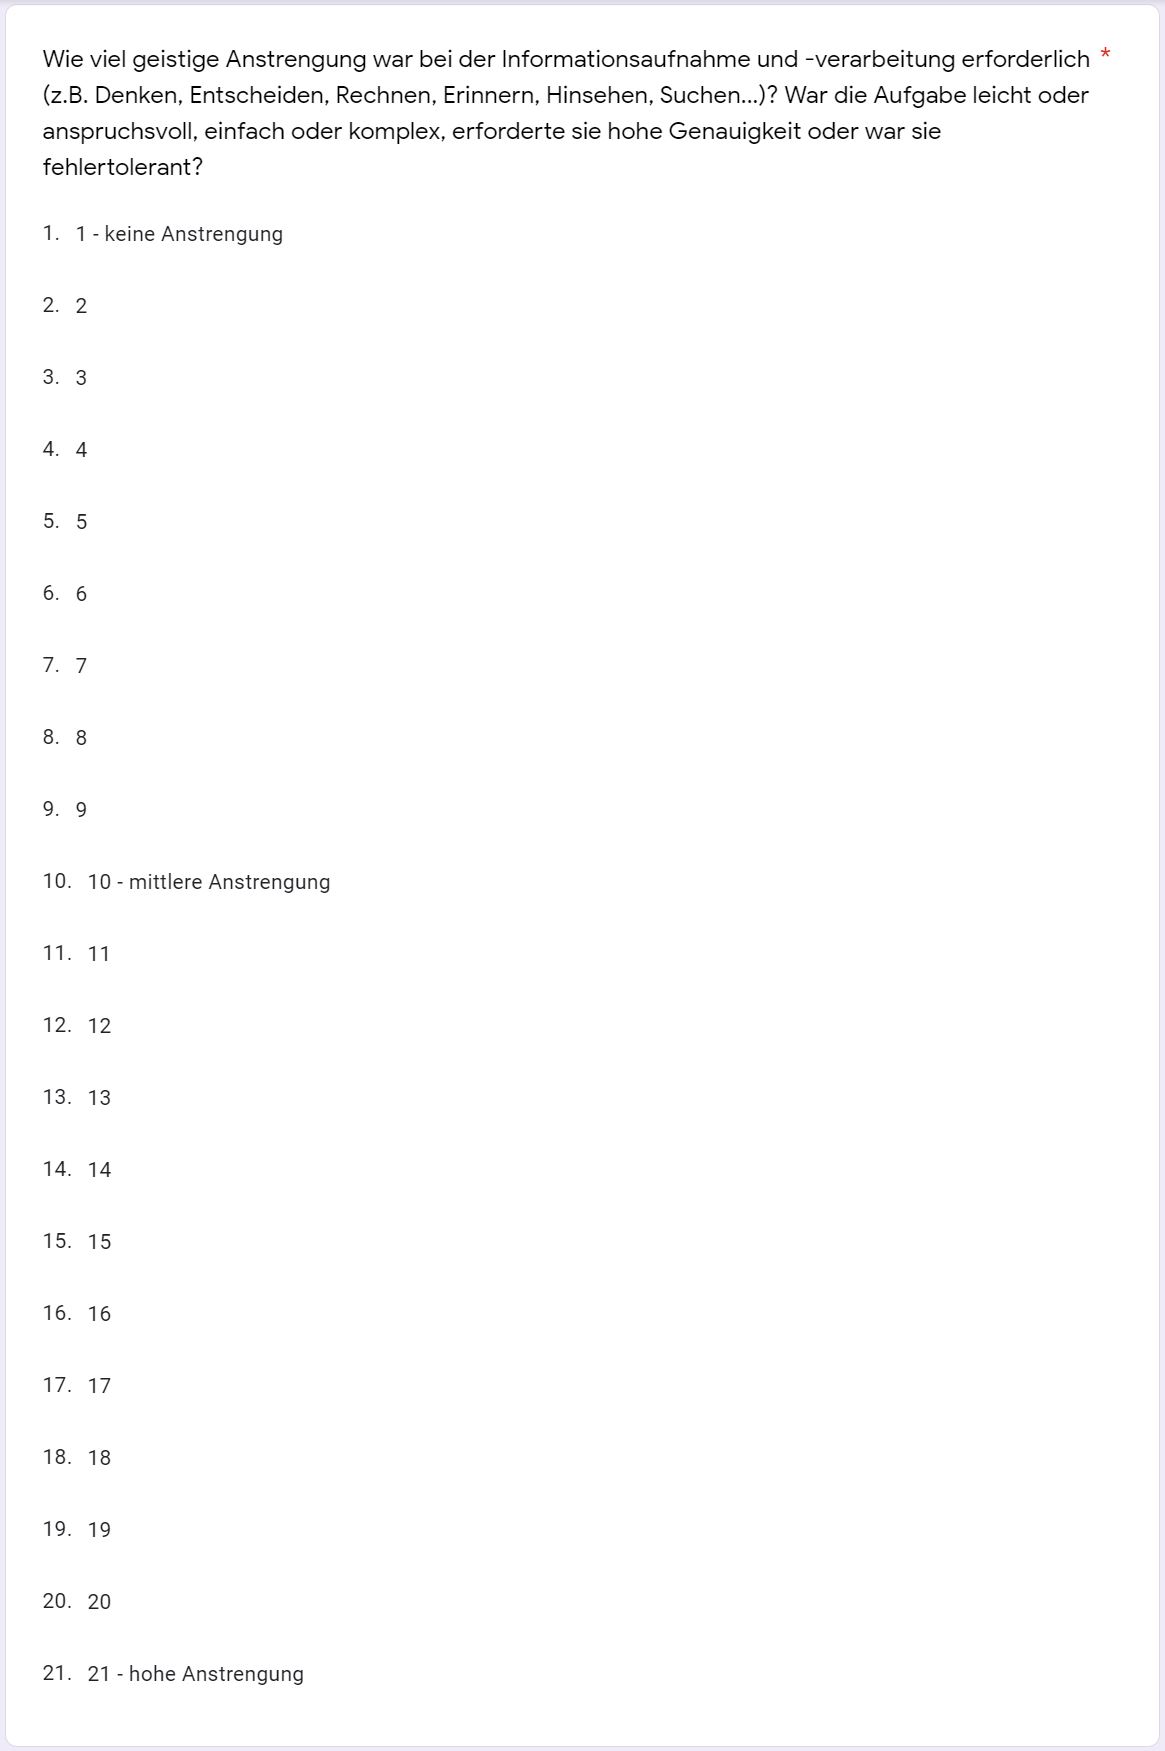 Wie viel geistige Anstrengung war bei der Informationsaufnahme und -verarbeitung erforderlich *
(z.B. Denken, Entscheiden, Rechnen, Erinnern, Hinsehen, Suchen...)? War die Aufgabe leicht oder
anspruchsvoll, einfach oder komplex, erforderte sie hohe Genauigkeit oder war sie
fehlertolerant?
1. 1 - keine Anstrengung
2. 2
3. 3
4. 4
5. 5
6. 6
7. 7
8. 8
9. 9
10. 10 - mittlere Anstrengung
11. 11
12. 12
13. 13
14. 14
15. 15
16. 16
17. 17
18. 18
19. 19
20. 20
21. 21 - hohe Anstrengung